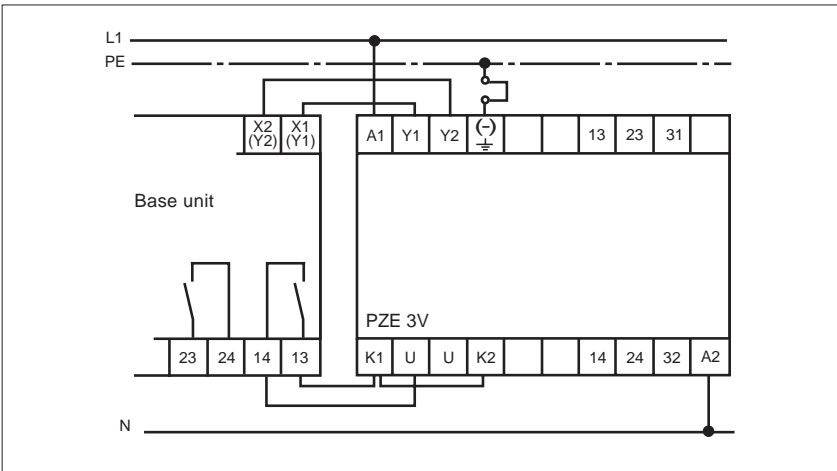 L1
PE
X2 X1
(Y2) (Y1)
A1 Y1 Y2 (-) 13 23 31
Base unit
PZE 3V
23 24 14 13 K1 U U K2 14 24 32 A2
N